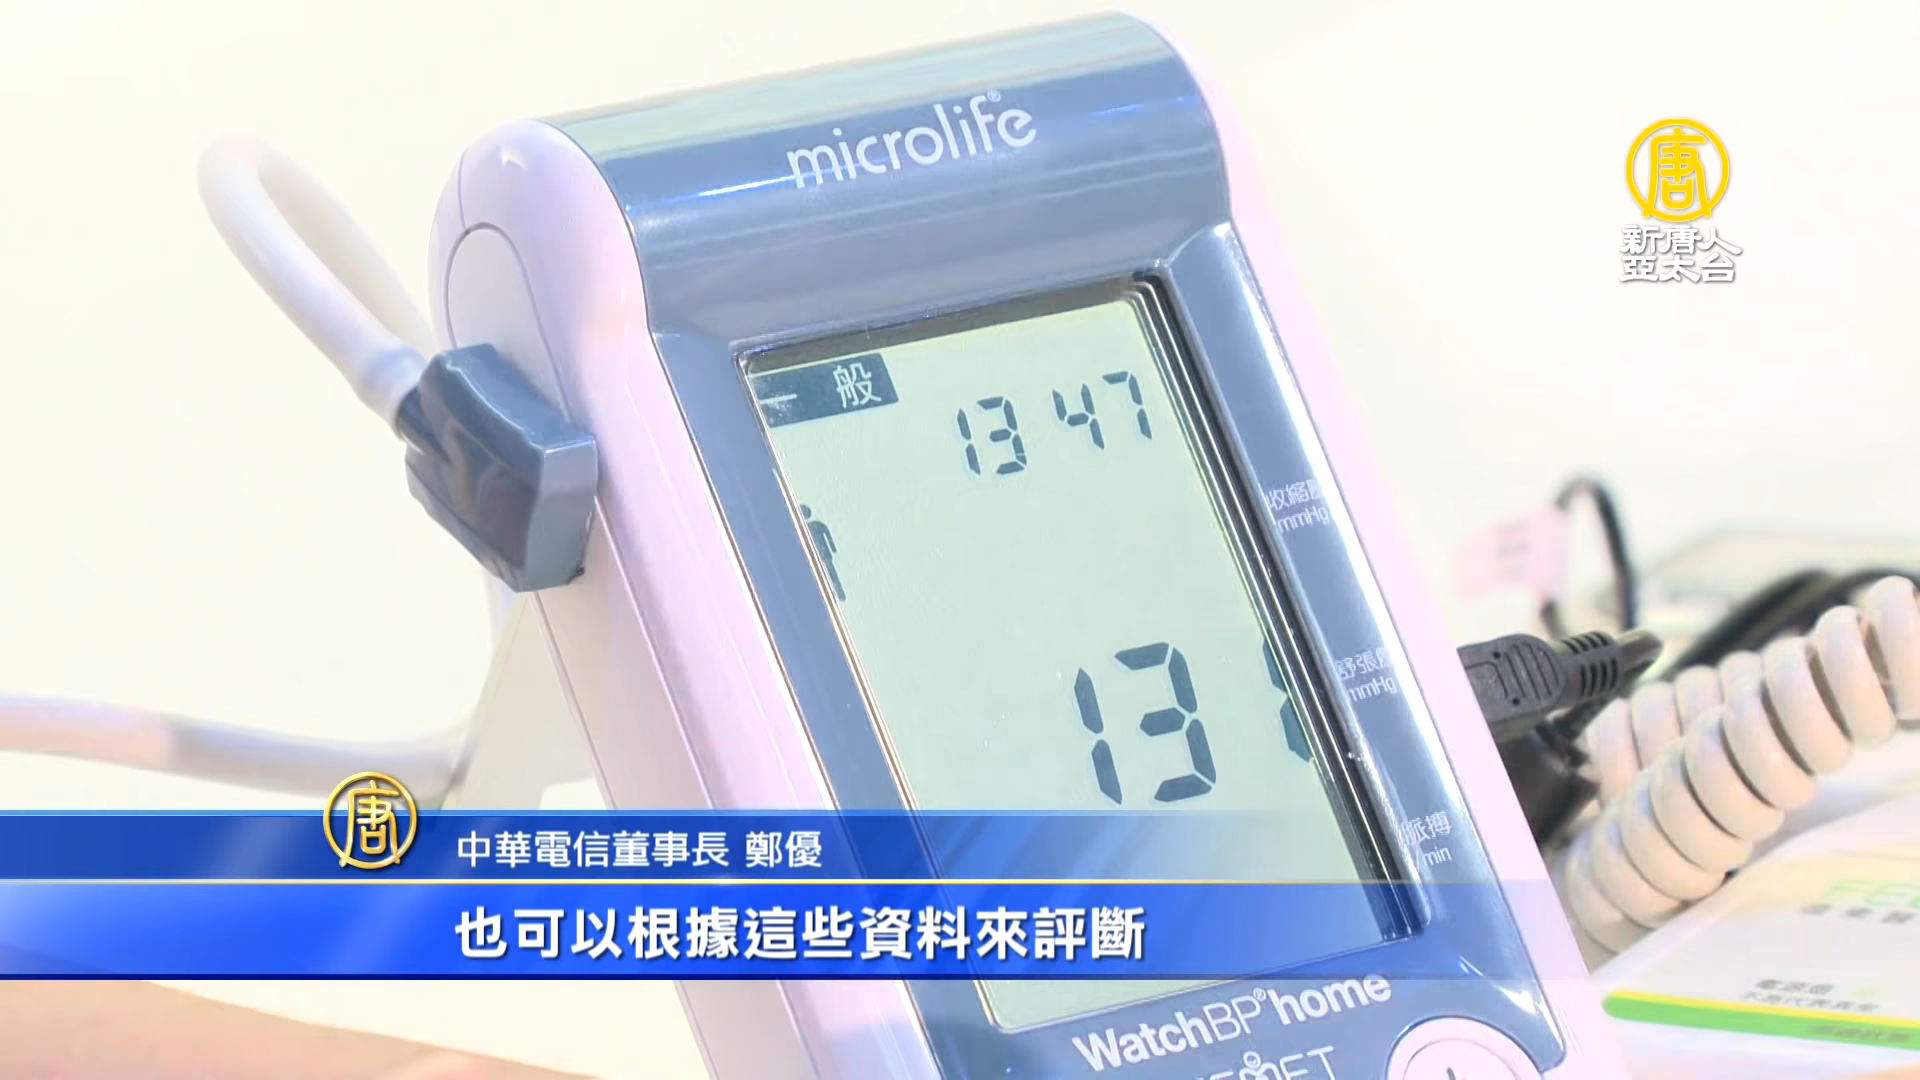 microlife®
唐
新唐人
亞太台
一般
13 47
收縮
mmHg
舒張
mmHg
13
脈搏
/min
唐
中華電信董事長 鄭優
也可以根據這些資料來評斷
WatchBP® home